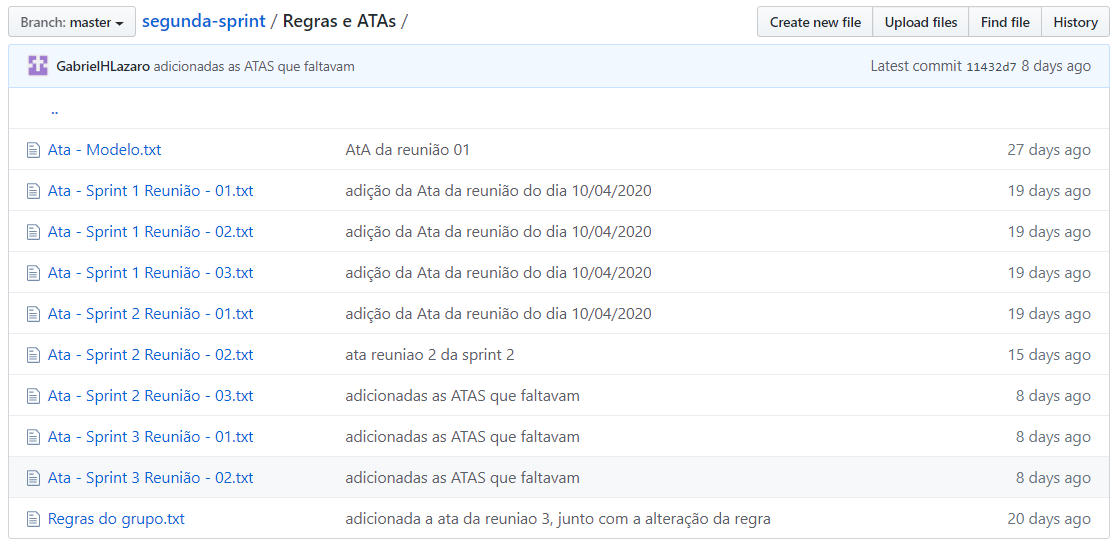 Branch: master segunda-sprint / Regras e ATAs / Create new file Upload files Find file History
GabrielHLazaro adicionadas as ATAS que faltavam Latest commit 11432d7 8 days ago
..
Ata - Modelo.txt AtA da reunião 01 27 days ago
Ata - Sprint 1 Reunião - 01.txt adição da Ata da reunião do dia 10/04/2020 19 days ago
Ata - Sprint 1 Reunião - 02.txt adição da Ata da reunião do dia 10/04/2020 19 days ago
Ata - Sprint 1 Reunião - 03.txt adição da Ata da reunião do dia 10/04/2020 19 days ago
Ata - Sprint 2 Reunião - 01.txt adição da Ata da reunião do dia 10/04/2020 19 days ago
Ata - Sprint 2 Reunião - 02.txt ata reuniao 2 da sprint 2 15 days ago
Ata - Sprint 2 Reunião - 03.txt adicionadas as ATAS que faltavam 8 days ago
Ata - Sprint 3 Reunião - 01.txt adicionadas as ATAS que faltavam 8 days ago
Ata - Sprint 3 Reunião - 02.txt adicionadas as ATAS que faltavam 8 days ago
Regras do grupo.txt adicionada a ata da reuniao 3, junto com a alteração da regra 20 days ago